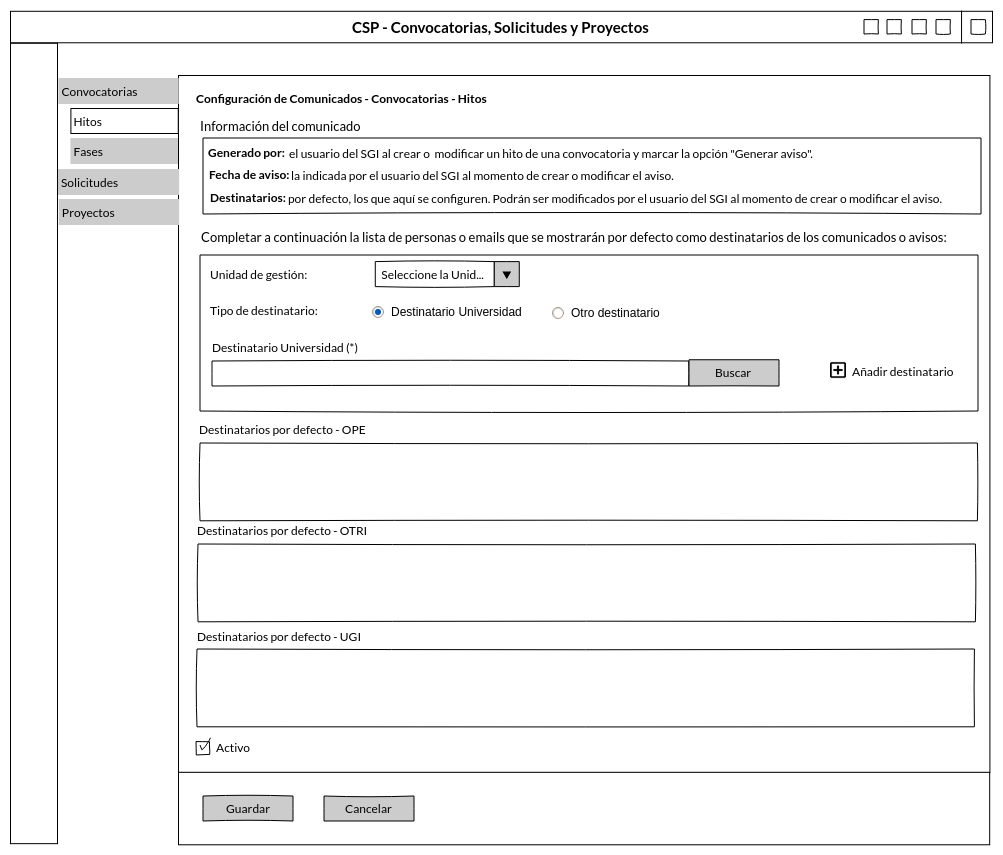 CSP - Convocatorias, Solicitudes y Proyectos
Convocatorias
Hitos
Fases
Solicitudes
Proyectos
Configuración de Comunicados - Convocatorias - Hitos
Información del comunicado
Generado por: el usuario del SGI al crear o modificar un hito de una convocatoria y marcar la opción "Generar aviso".
Fecha de aviso: la indicada por el usuario del SGI al momento de crear o modificar el aviso.
Destinatarios: por defecto, los que aquí se configuren. Podrán ser modificados por el usuario del SGI al momento de crear o modificar el aviso.
Completar a continuación la lista de personas o emails que se mostrarán por defecto como destinatarios de los comunicados o avisos:
Unidad de gestión: Seleccione la Unid...
Tipo de destinatario: Destinatario Universidad Otro destinatario
Destinatario Universidad (*)
Buscar Añadir destinatario
Destinatarios por defecto - OPE
Destinatarios por defecto - OTRI
Destinatarios por defecto - UGI
Activo
Guardar Cancelar